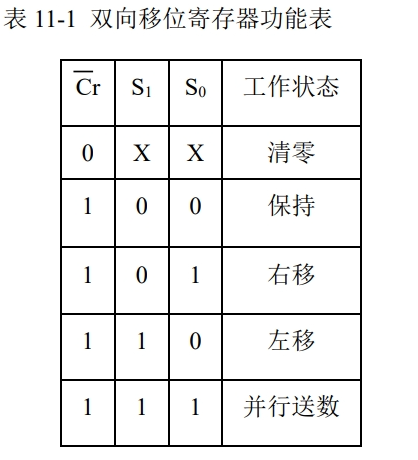 表 11-1 双向移位寄存器功能表
C̅r S₁ S₀ 工作状态
0 X X 清零
1 0 0 保持
1 0 1 右移
1 1 0 左移
1 1 1 并行送数